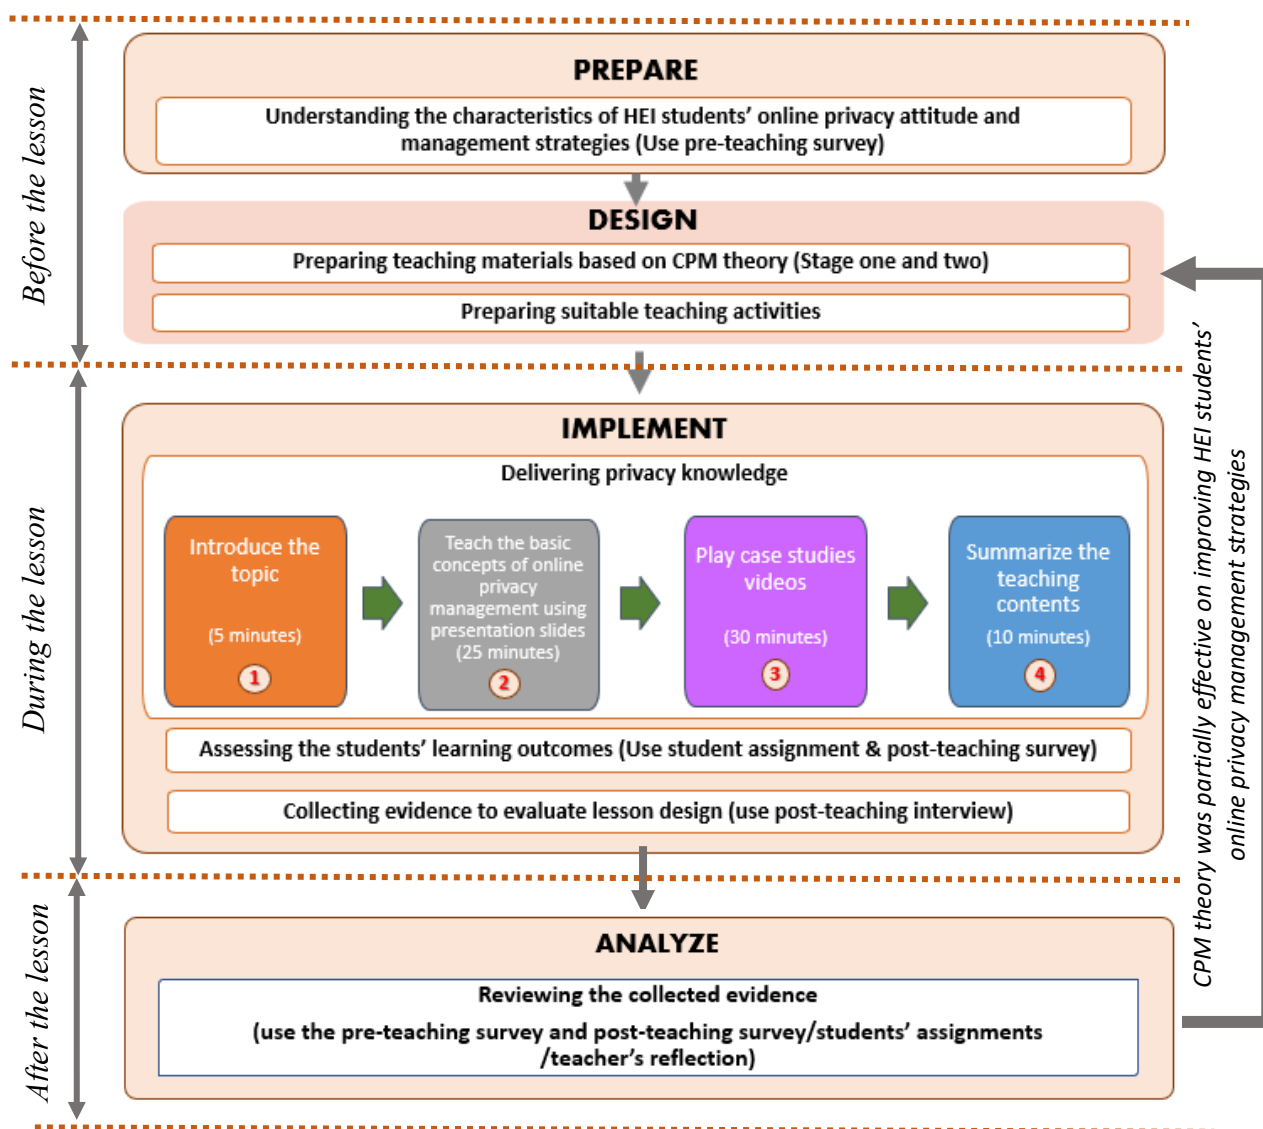 Before the lesson
PREPARE
Understanding the characteristics of HEI students’ online privacy attitude and
management strategies (Use pre-teaching survey)
DESIGN
Preparing teaching materials based on CPM theory (Stage one and two)
Preparing suitable teaching activities
During the lesson
IMPLEMENT
Delivering privacy knowledge
Introduce the
topic
(5 minutes)
1
Teach the basic
concepts of online
privacy
management using
presentation slides
(25 minutes)
2
Play case studies
videos
(30 minutes)
3
Summarize the
teaching
contents
(10 minutes)
4
Assessing the students’ learning outcomes (Use student assignment & post-teaching survey)
Collecting evidence to evaluate lesson design (use post-teaching interview)
After the lesson
ANALYZE
Reviewing the collected evidence
(use the pre-teaching survey and post-teaching survey/students’ assignments
/teacher’s reflection)
CPM theory was partially effective on improving HEI students’
online privacy management strategies